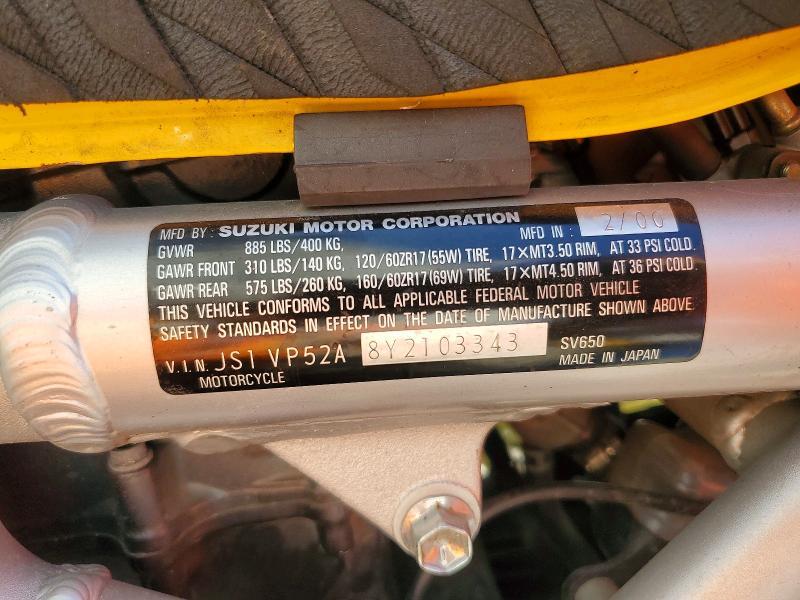 MFD BY : SUZUKI MOTOR CORPORATION MFD IN : 2/00
GVWR 885 LBS/400 KG,
GAWR FRONT 310 LBS/140 KG, 120/60ZR17(55W) TIRE, 17×MT3.50 RIM, AT 33 PSI COLD.
GAWR REAR 575 LBS/260 KG, 160/60ZR17(69W) TIRE, 17×MT4.50 RIM, AT 36 PSI COLD.
THIS VEHICLE CONFORMS TO ALL APPLICABLE FEDERAL MOTOR VEHICLE
SAFETY STANDARDS IN EFFECT ON THE DATE OF MANUFACTURE SHOWN ABOVE
V.I.N. JS1 VP52A 8Y2103343 SV650
MOTORCYCLE MADE IN JAPAN